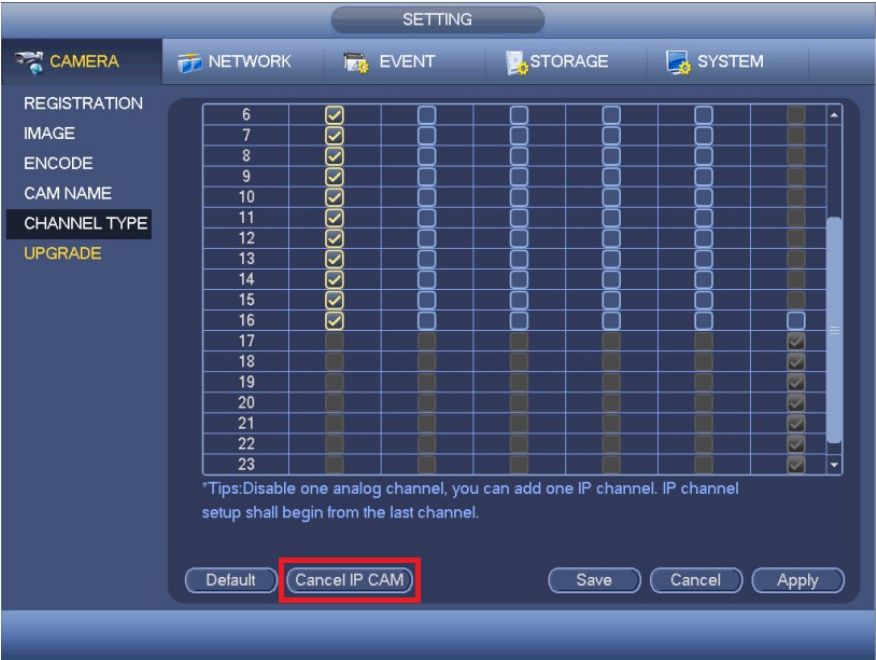 SETTING
CAMERA NETWORK EVENT STORAGE SYSTEM
REGISTRATION
IMAGE
ENCODE
CAM NAME
CHANNEL TYPE
UPGRADE
6
7
8
9
10
11
12
13
14
15
16
17
18
19
20
21
22
23
*Tips:Disable one analog channel, you can add one IP channel. IP channel
setup shall begin from the last channel.
Default Cancel IP CAM Save Cancel Apply